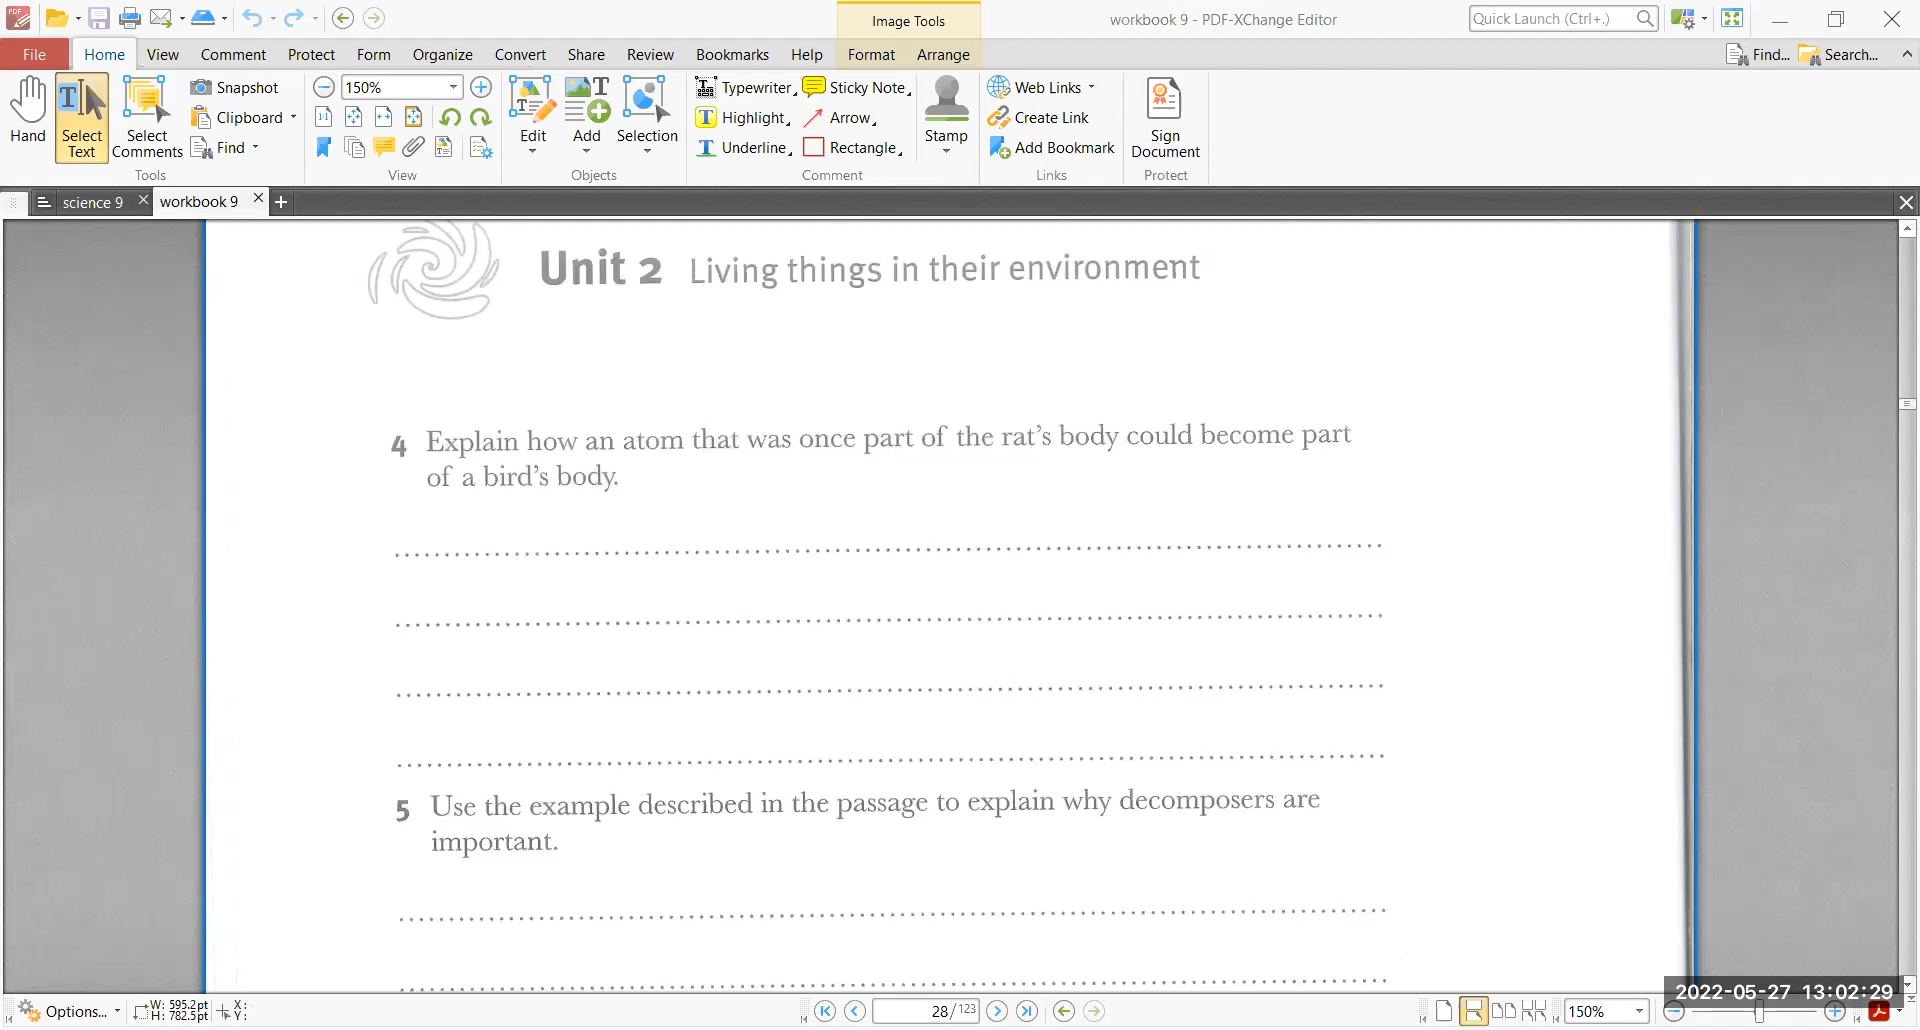 Image Tools
workbook 9 - PDF-XChange Editor
Quick Launch (Ctrl+.)
File Home View Comment Protect Form Organize Convert Share Review Bookmarks Help Format Arrange Find... Search...
Hand
Select Text
Select Comments
Snapshot
Clipboard
Find
Tools
150%
View
Edit
Add
Selection
Objects
Typewriter
Highlight
Underline
Sticky Note
Arrow
Rectangle
Stamp
Comment
Web Links
Create Link
Add Bookmark
Links
Sign Document
Protect
science 9 workbook 9
Unit 2 Living things in their environment
4 Explain how an atom that was once part of the rat's body could become part
of a bird's body.
5 Use the example described in the passage to explain why decomposers are
important.
2022-05-27 13:02:29
Options...
W: 595.2pt
H: 782.5pt
X:
Y:
28 / 123
150%